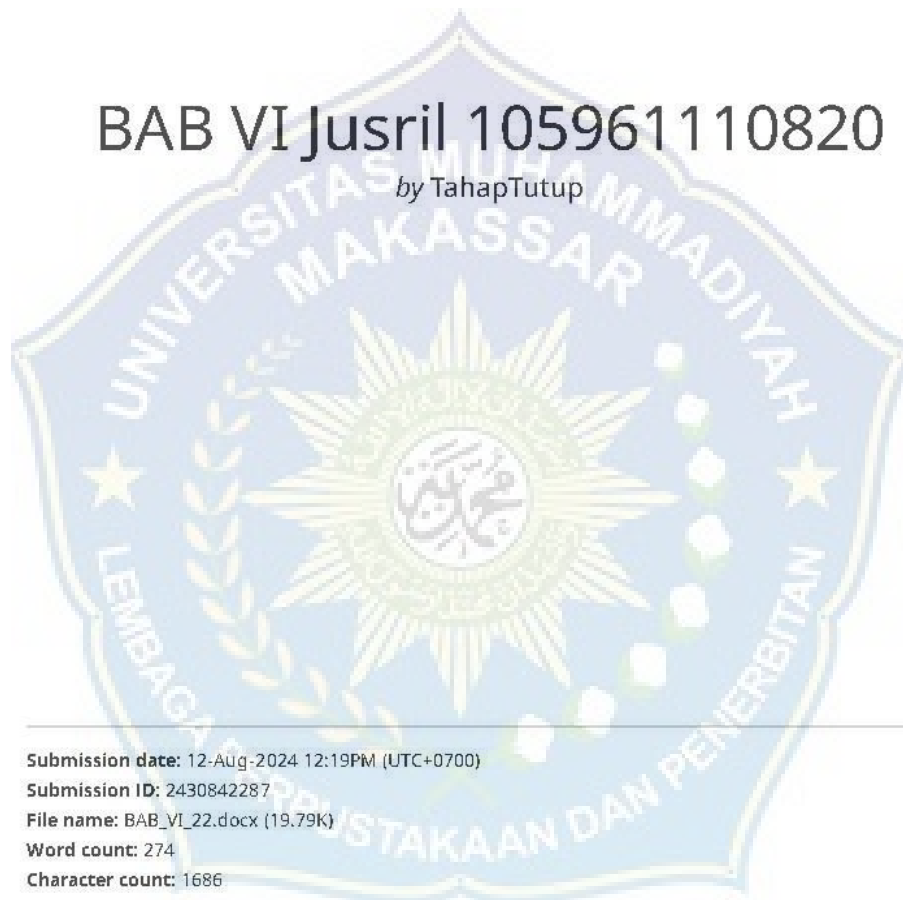 BAB VI Jusril 105961110820
by TahapTutup
UNIVERSITAS MUHAMMADIYAH
MAKASSAR
LEMBAGA PERPUSTAKAAN DAN PENERBITAN
Submission date: 12-Aug-2024 12:19PM (UTC+0700)
Submission ID: 2430842287
File name: BAB_VI_22.docx (19.79K)
Word count: 274
Character count: 1686